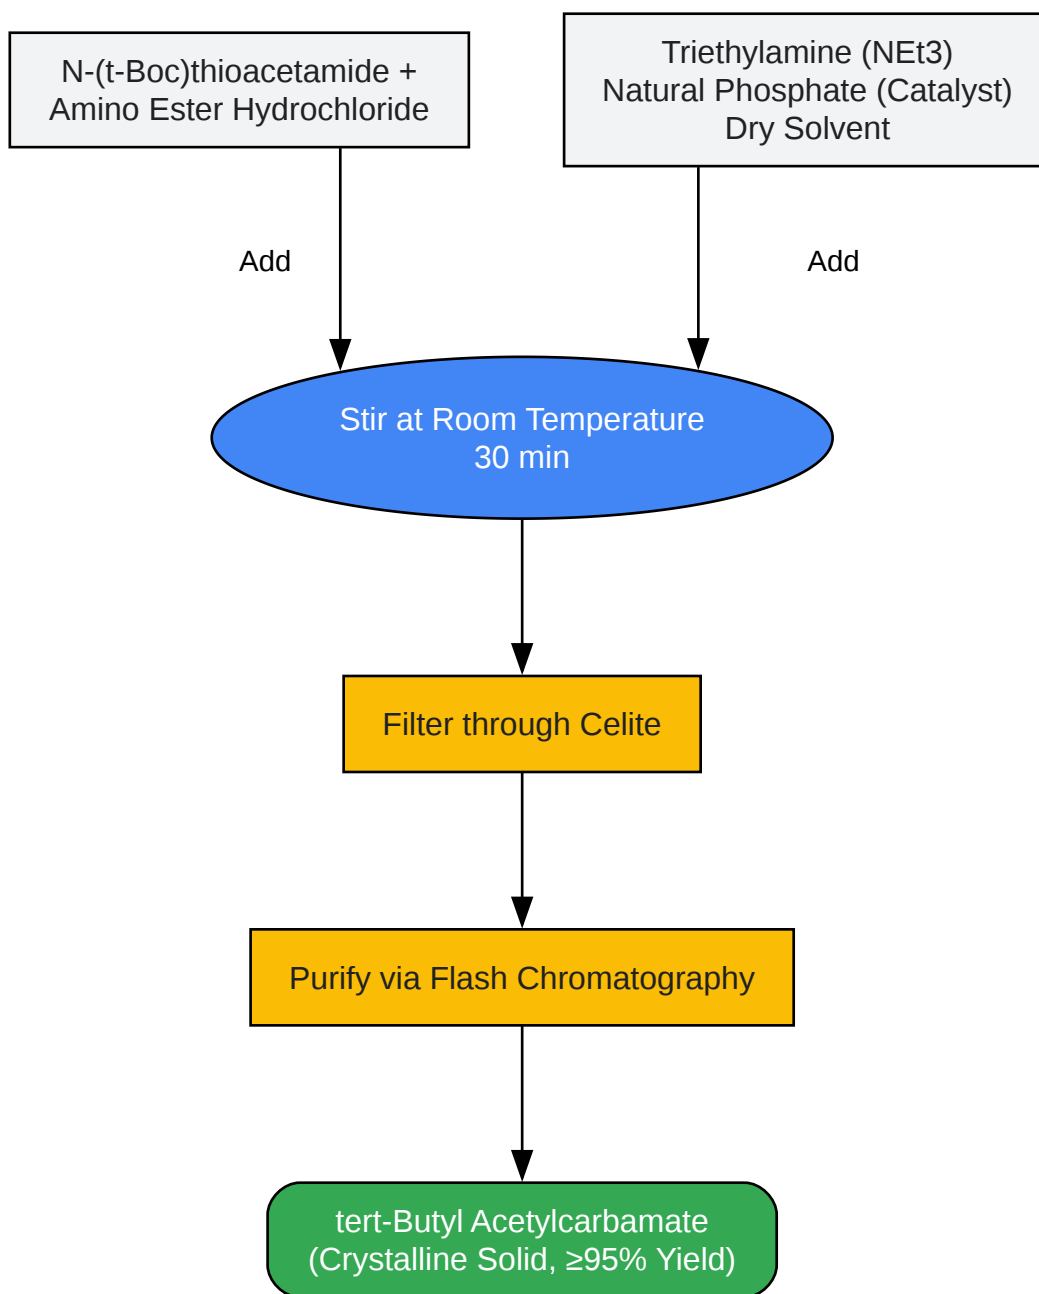 N-(t-Boc)thioacetamide +
Amino Ester Hydrochloride
Triethylamine (NEt3)
Natural Phosphate (Catalyst)
Dry Solvent
Add
Add
Stir at Room Temperature
30 min
Filter through Celite
Purify via Flash Chromatography
tert-Butyl Acetylcarbamate
(Crystalline Solid, ≥95% Yield)